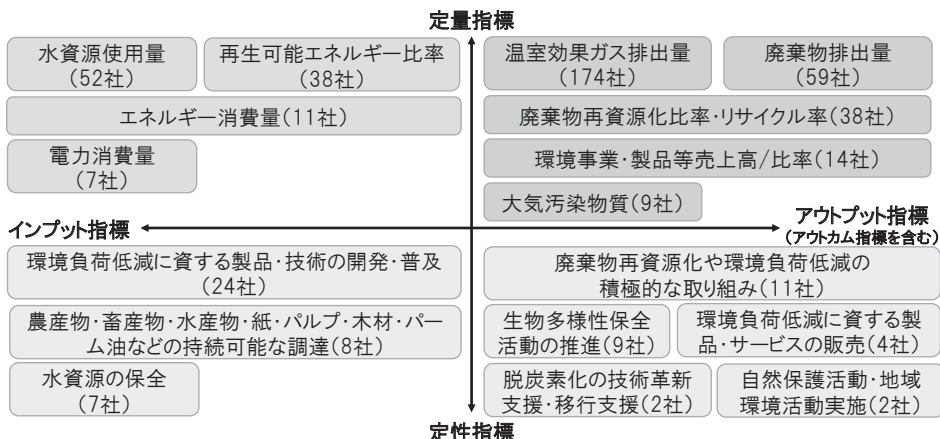 定量指標
水資源使用量
(52社)
再生可能エネルギー比率
(38社)
エネルギー消費量(11社)
電力消費量
(7社)
温室効果ガス排出量
(174社)
廃棄物排出量
(59社)
廃棄物再資源化比率・リサイクル率(38社)
環境事業・製品等売上高/比率(14社)
大気汚染物質(9社)
インプット指標
アウトプット指標
(アウトカム指標を含む)
環境負荷低減に資する製品・技術の開発・普及
(24社)
農産物・畜産物・水産物・紙・パルプ・木材・パー
ム油などの持続可能な調達(8社)
水資源の保全
(7社)
廃棄物再資源化や環境負荷低減の
積極的な取り組み(11社)
生物多様性保全
活動の推進(9社)
環境負荷低減に資する製
品・サービスの販売(4社)
脱炭素化の技術革新
支援・移行支援(2社)
自然保護活動・地域
環境活動実施(2社)
定性指標